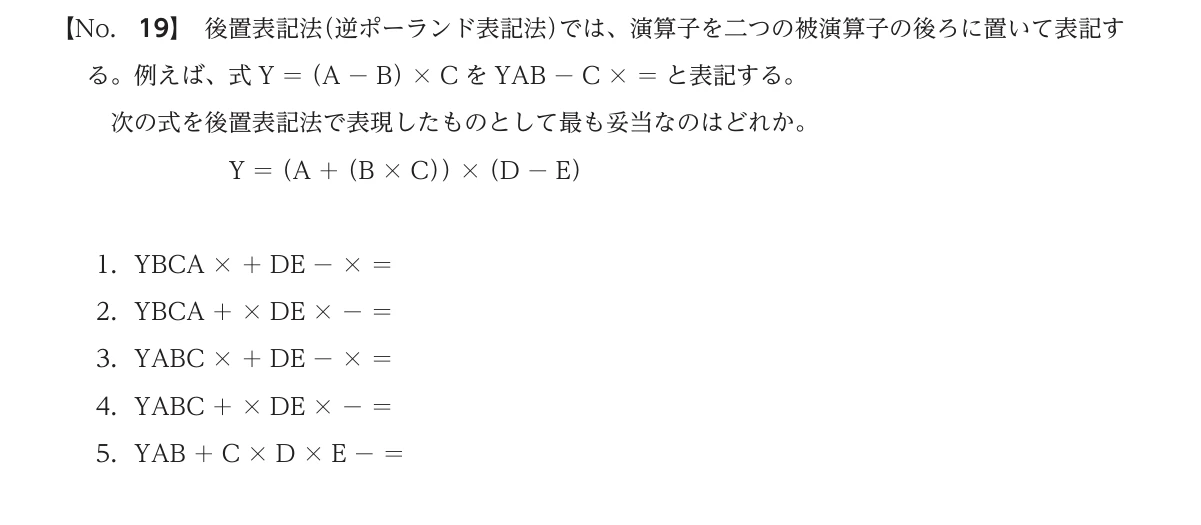 【No. 19】 後置表記法(逆ポーランド表記法)では、演算子を二つの被演算子の後ろに置いて表記す
る。例えば、式 Y = (A − B) × C を YAB − C × = と表記する。
次の式を後置表記法で表現したものとして最も妥当なのはどれか。
Y = (A + (B × C)) × (D − E)
1. YBCA × + DE − × =
2. YBCA + × DE × − =
3. YABC × + DE − × =
4. YABC + × DE × − =
5. YAB + C × D × E − =